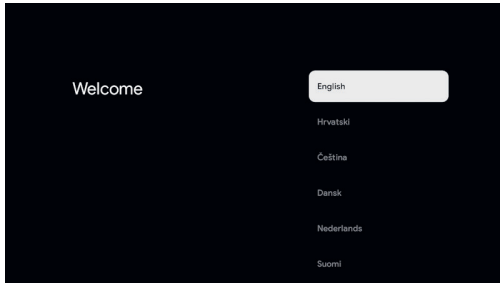 Welcome
English
Hrvatski
Čeština
Dansk
Nederlands
Suomi